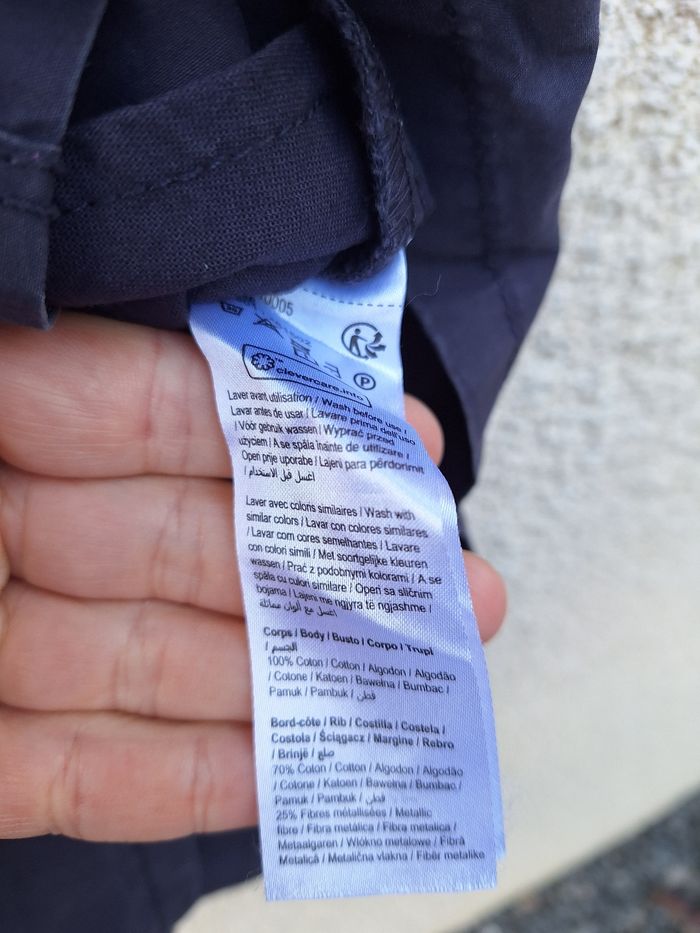 0005
clevercare.info
P
Laver avant utilisation / Wash before use /
Lavar antes de usar / Lavare prima dell'uso
/ Vóór gebruik wassen / Wyprać przed
użyciem / A se spăla înainte de utilizare /
Operi prije uporabe / Lajeni para përdorimit
/ اغسل قبل الاستخدام
Laver avec coloris similaires / Wash with
similar colors / Lavar con colores similares
/ Lavar com cores semelhantes / Lavare
con colori simili / Met soortgelijke kleuren
wassen / Prać z podobnymi kolorami / A se
spăla cu culori similare / Operi sa sličnim
bojama / Lajeni me ngjyra të ngjashme /
اغسل مع ألوان مماثلة
Corps / Body / Busto / Corpo / Trupl
/ الجسم
100% Coton / Cotton / Algodon / Algodão
/ Cotone / Katoen / Bawełna / Bumbac /
Pamuk / Pambuk / قطن
Bord-côte / Rib / Costilla / Costela /
Costola / Ściągacz / Margine / Rebro
/ Brinjë / ضلع
70% Coton / Cotton / Algodon / Algodão
/ Cotone / Katoen / Bawełna / Bumbac /
Pamuk / Pambuk / قطن
25% Fibres métallisées / Metallic
fibre / Fibra metálica / Fibra metalica /
Metaalgaren / Włókno metalowe / Fibră
Metalică / Metalična vlakna / Fibër metalike